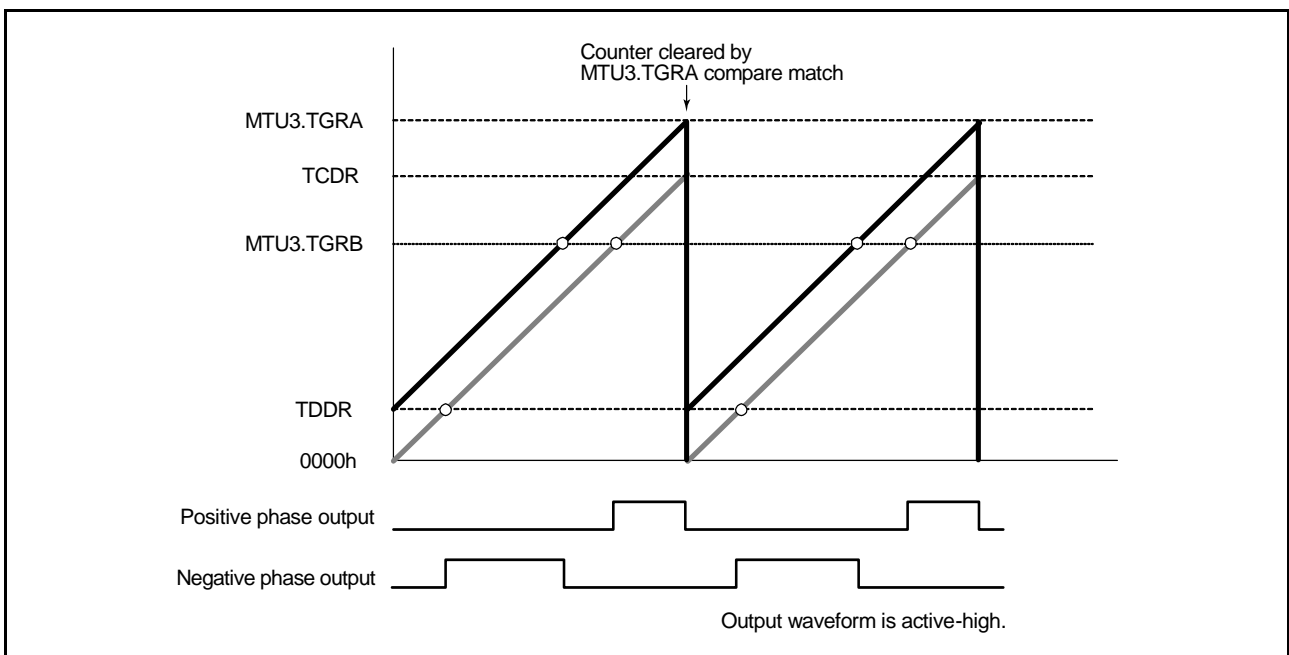 Counter cleared by
MTU3.TGRA compare match
MTU3.TGRA
TCDR
MTU3.TGRB
TDDR
0000h
Positive phase output
Negative phase output
Output waveform is active-high.